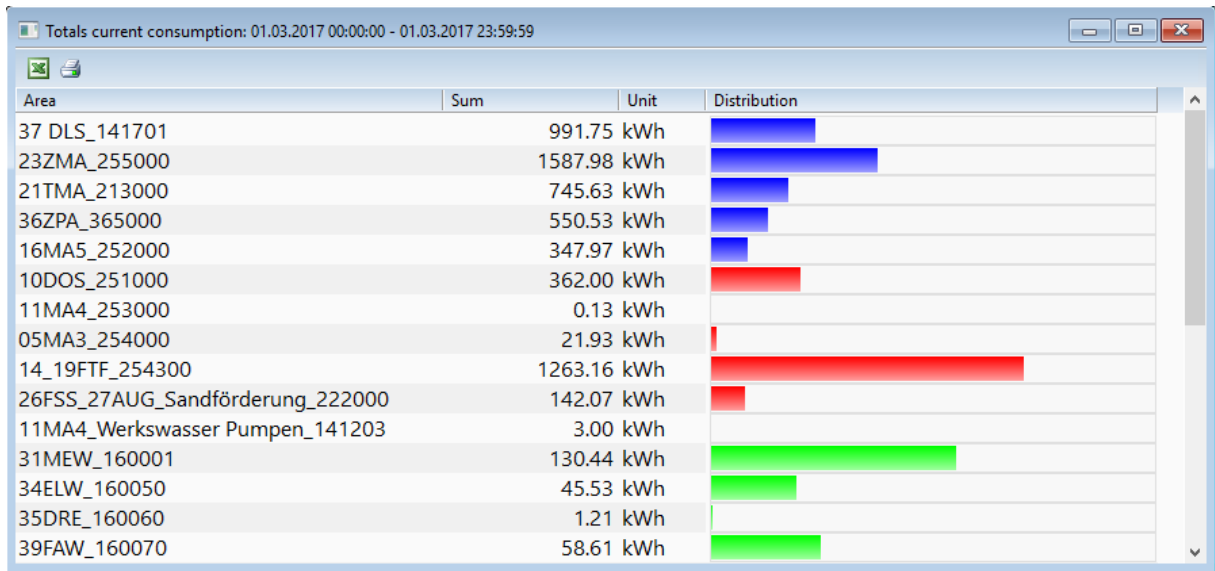 Totals current consumption: 01.03.2017 00:00:00 - 01.03.2017 23:59:59
Area Sum Unit Distribution
37 DLS_141701 991.75 kWh
23ZMA_255000 1587.98 kWh
21TMA_213000 745.63 kWh
36ZPA_365000 550.53 kWh
16MA5_252000 347.97 kWh
10DOS_251000 362.00 kWh
11MA4_253000 0.13 kWh
05MA3_254000 21.93 kWh
14_19FTF_254300 1263.16 kWh
26FSS_27AUG_Sandförderung_222000 142.07 kWh
11MA4_Werkswasser Pumpen_141203 3.00 kWh
31MEW_160001 130.44 kWh
34ELW_160050 45.53 kWh
35DRE_160060 1.21 kWh
39FAW_160070 58.61 kWh